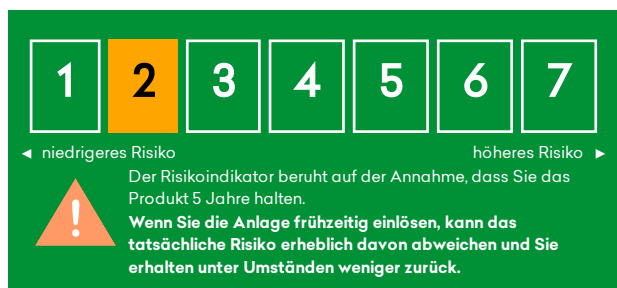 1 2 3 4 5 6 7
◄ niedrigeres Risiko höheres Risiko ►
Der Risikoindikator beruht auf der Annahme, dass Sie das
Produkt 5 Jahre halten.
Wenn Sie die Anlage frühzeitig einlösen, kann das
tatsächliche Risiko erheblich davon abweichen und Sie
erhalten unter Umständen weniger zurück.